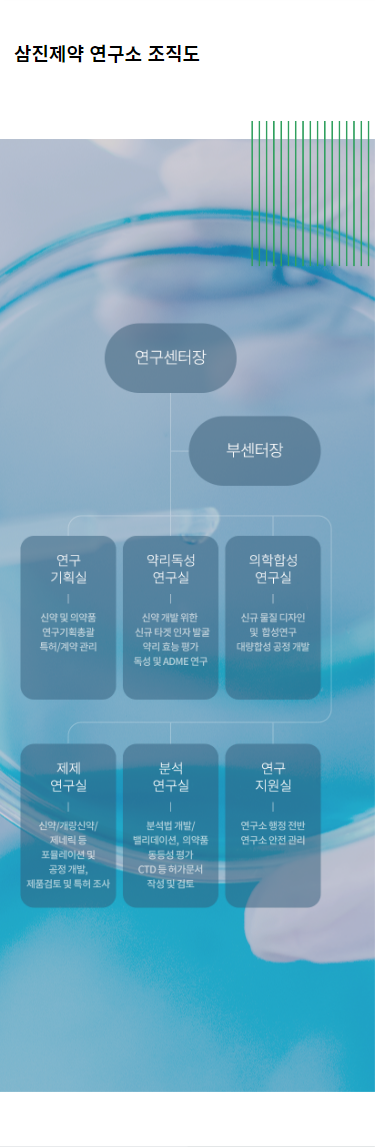 삼진제약 연구소 조직도
연구센터장
부센터장
연구
기획실
신약 및 의약품
연구기획총괄
특허/계약 관리
약리독성
연구실
신약 개발 위한
신규 타겟 인자 발굴
약리 효능 평가
독성 및 ADME 연구
의학합성
연구실
신규 물질 디자인
및 합성연구
대량합성 공정 개발
제제
연구실
신약/개량신약/
제네릭 등
포뮬레이션 및
공정 개발,
제품검토 및 특허 조사
분석
연구실
분석법 개발/
밸리데이션, 의약품
동등성 평가
CTD 등 허가문서
작성 및 검토
연구
지원실
연구소 행정 전반
연구소 안전 관리